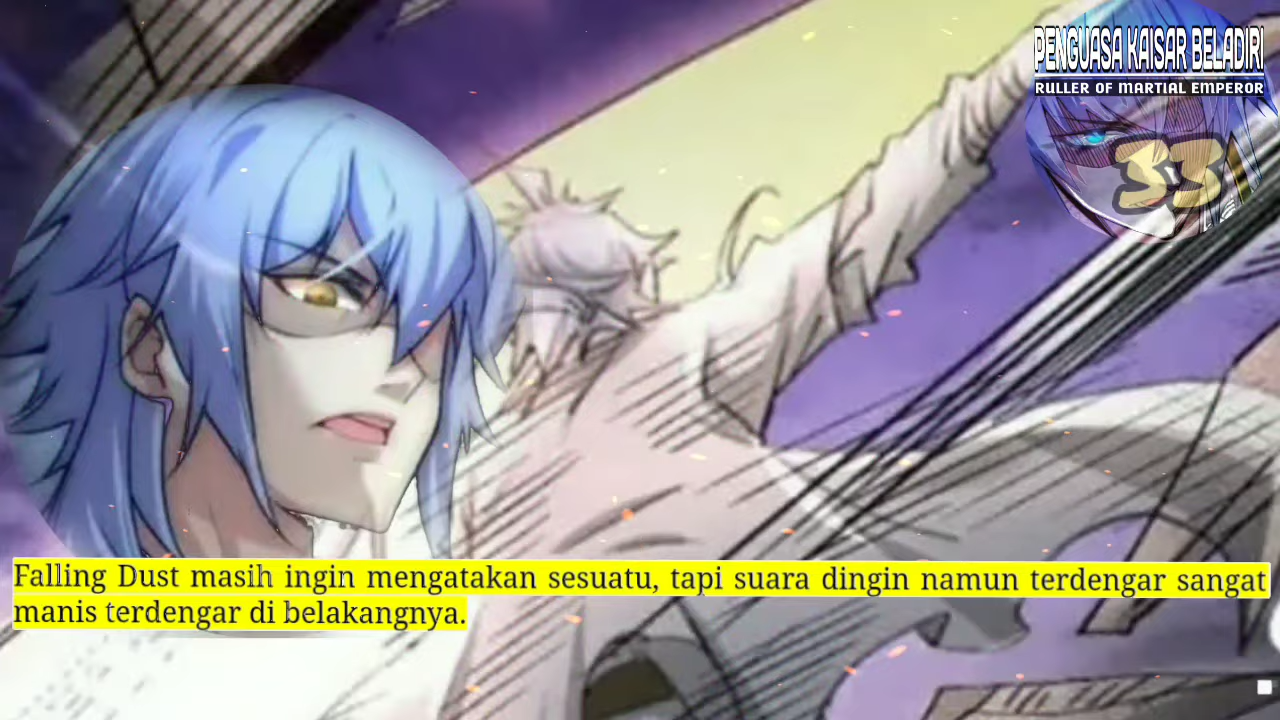 PENGUASA KAISAR BELADIRI
RULLER OF MARTIAL EMPEROR
33
Falling Dust masih ingin mengatakan sesuatu, tapi suara dingin namun terdengar sangat
manis terdengar di belakangnya.